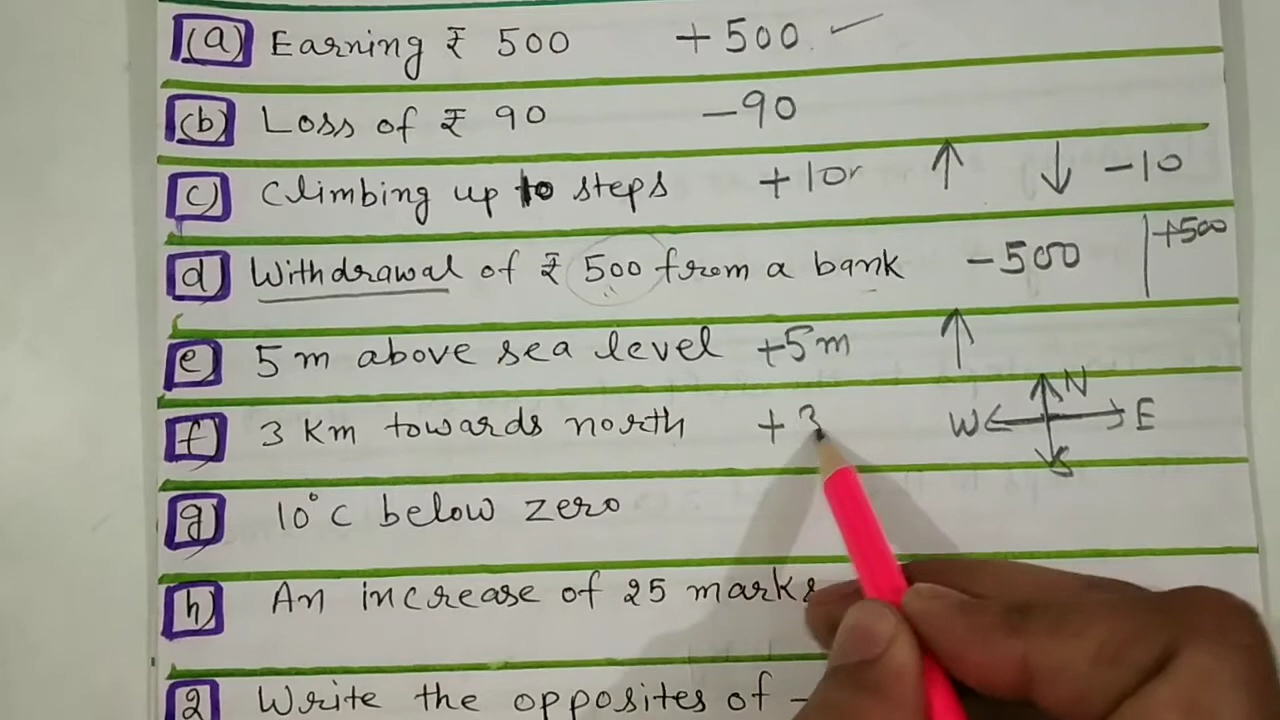 (a) Earning ₹ 500 +500
(b) Loss of ₹ 90 -90
(c) Climbing up 10 steps +10 ↑ ↓ -10
(d) Withdrawal of ₹ 500 from a bank -500 | +500
(e) 5 m above sea level +5m ↑
(f) 3 Km towards north +3 W N E S
(g) 10°C below zero
(h) An increase of 25 marks
2 Write the opposites of -